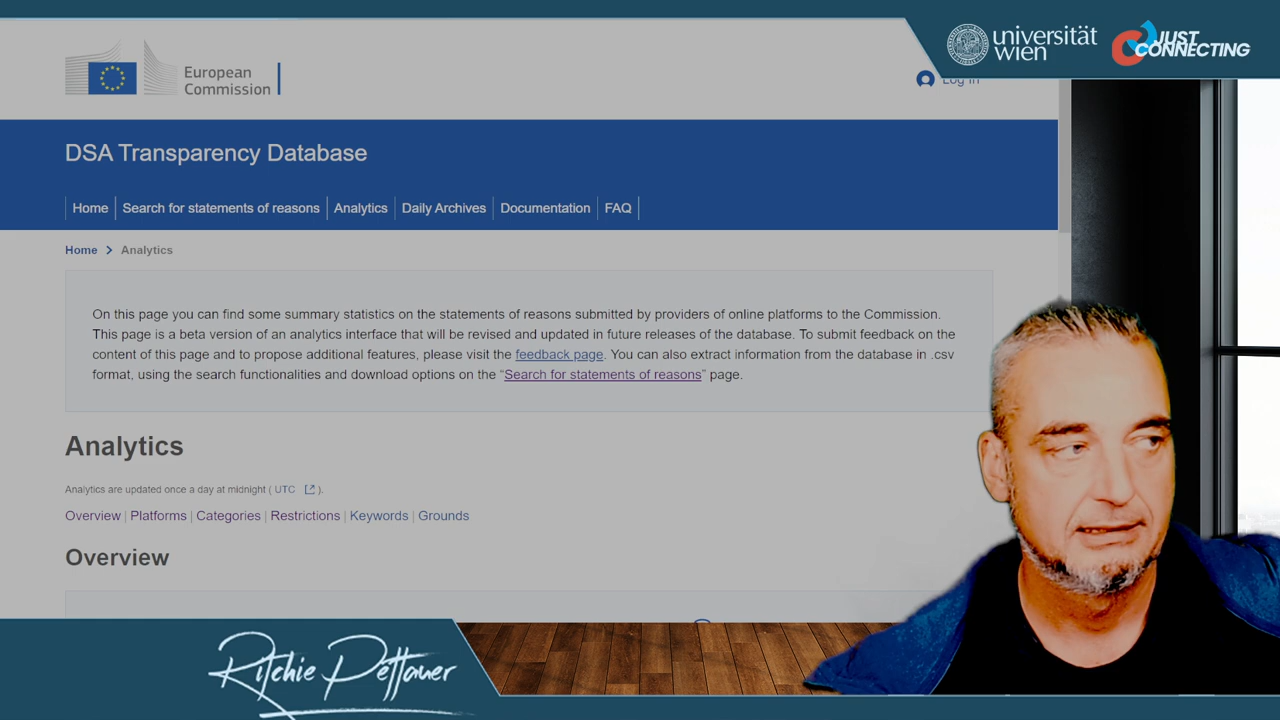 universität
wien
JUST
CONNECTING
European
Commission
Log In
DSA Transparency Database
Home
Search for statements of reasons
Analytics
Daily Archives
Documentation
FAQ
Home > Analytics
On this page you can find some summary statistics on the statements of reasons submitted by providers of online platforms to the Commission.
This page is a beta version of an analytics interface that will be revised and updated in future releases of the database. To submit feedback on the
content of this page and to propose additional features, please visit the feedback page. You can also extract information from the database in .csv
format, using the search functionalities and download options on the “Search for statements of reasons” page.
Analytics
Analytics are updated once a day at midnight ( UTC ).
Overview | Platforms | Categories | Restrictions | Keywords | Grounds
Overview
Ritchie Pettauer